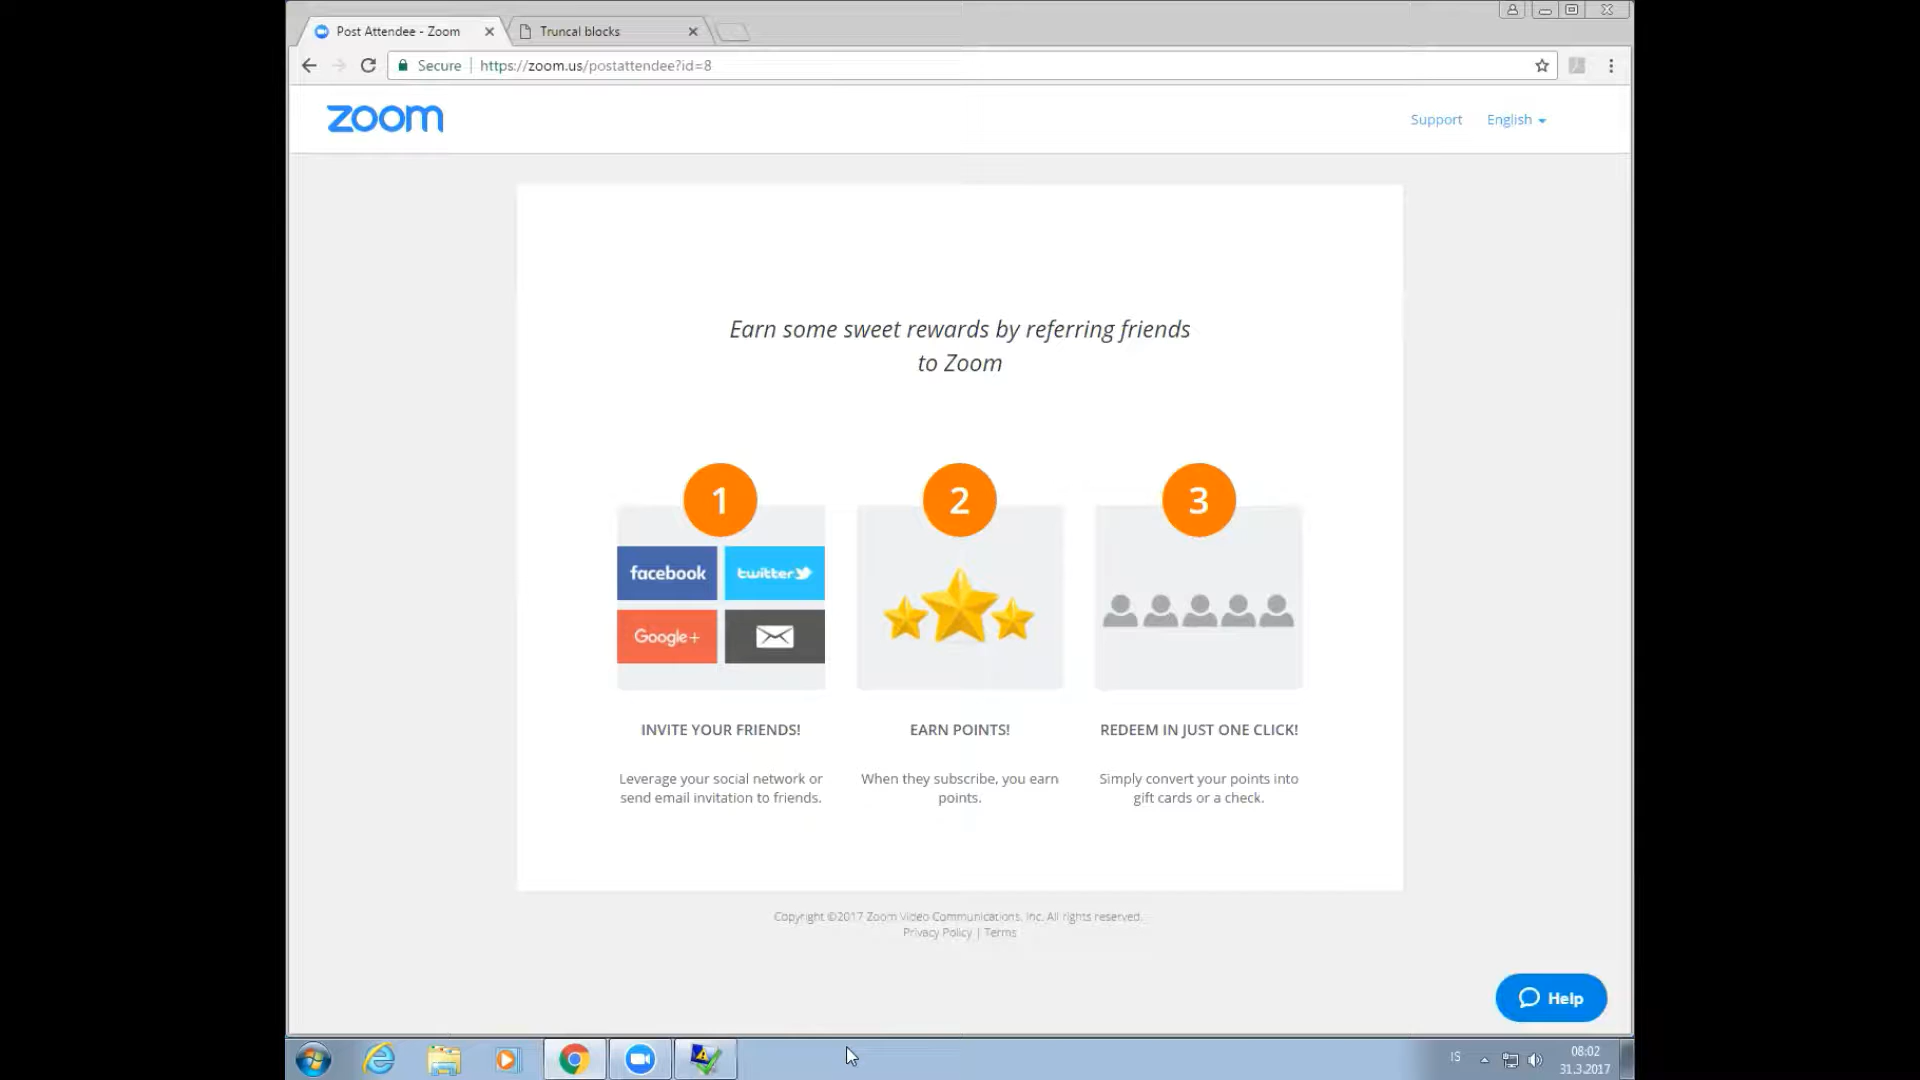 Post Attendee - Zoom
Truncal blocks
Secure
https://zoom.us/postattendee?id=8
zoom
Support
English
Earn some sweet rewards by referring friends
to Zoom
1
2
3
facebook
twitter
Google+
INVITE YOUR FRIENDS!
EARN POINTS!
REDEEM IN JUST ONE CLICK!
Leverage your social network or
send email invitation to friends.
When they subscribe, you earn
points.
Simply convert your points into
gift cards or a check.
Copyright ©2017 Zoom Video Communications, Inc. All rights reserved.
Privacy Policy | Terms
Help
IS
08:02
31.3.2017